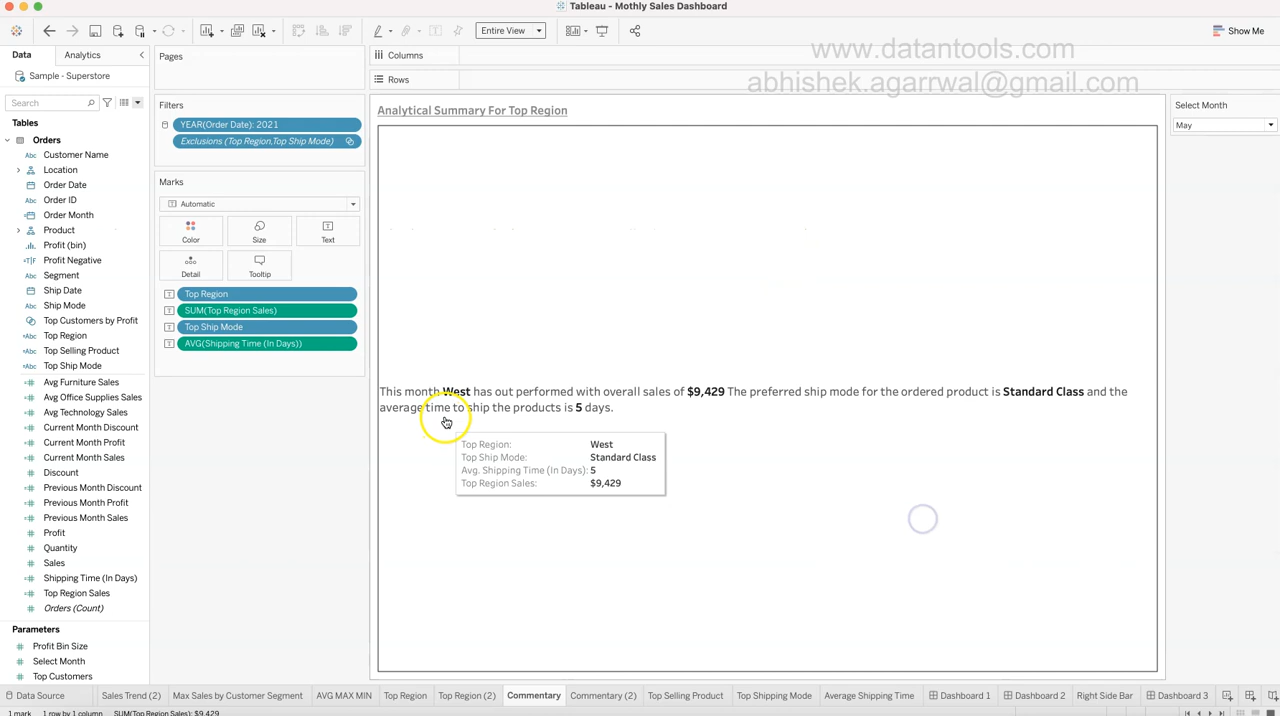 Tableau - Mothly Sales Dashboard
Entire View
Show Me
Data
Analytics
Pages
Columns
www.datantools.com
Sample - Superstore
Rows
abhishek.agarrwal@gmail.com
Search
Filters
Analytical Summary For Top Region
Select Month
Tables
YEAR(Order Date): 2021
May
Orders
Exclusions (Top Region,Top Ship Mode)
Abc Customer Name
Location
Order Date
Marks
Abc Order ID
Automatic
Order Month
Product
Color
Size
Text
Profit (bin)
Profit Negative
Abc Segment
Detail
Tooltip
Ship Date
Top Region
Abc Ship Mode
SUM(Top Region Sales)
Top Customers by Profit
Top Ship Mode
Top Region
AVG(Shipping Time (In Days))
Top Selling Product
Top Ship Mode
Avg Furniture Sales
Avg Office Supplies Sales
This month West has out performed with overall sales of $9,429 The preferred ship mode for the ordered product is Standard Class and the
average time to ship the products is 5 days.
Avg Technology Sales
Current Month Discount
Current Month Profit
Current Month Sales
Discount
Previous Month Discount
Previous Month Profit
Previous Month Sales
Top Region: West
Top Ship Mode: Standard Class
Avg. Shipping Time (In Days): 5
Top Region Sales: $9,429
Profit
Quantity
Sales
Shipping Time (In Days)
Top Region Sales
Orders (Count)
Parameters
Profit Bin Size
Select Month
Top Customers
Data Source
Sales Trend (2)
Max Sales by Customer Segment
AVG MAX MIN
Top Region
Top Region (2)
Commentary
Commentary (2)
Top Selling Product
Top Shipping Mode
Average Shipping Time
Dashboard 1
Dashboard 2
Right Side Bar
Dashboard 3
1 mark
1 row by 1 column
SUM(Top Region Sales): $9,429